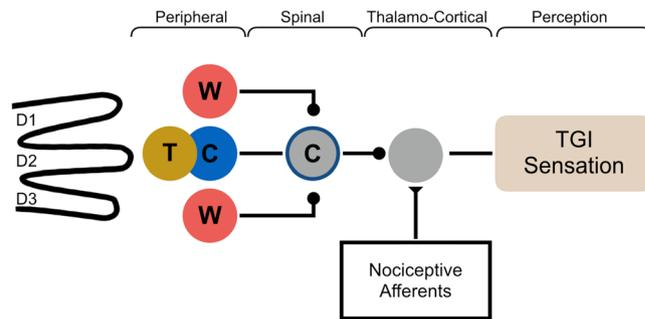 Peripheral Spinal Thalamo-Cortical Perception
W
D1
T C C
D2
TGI
Sensation
D3
W
Nociceptive
Afferents